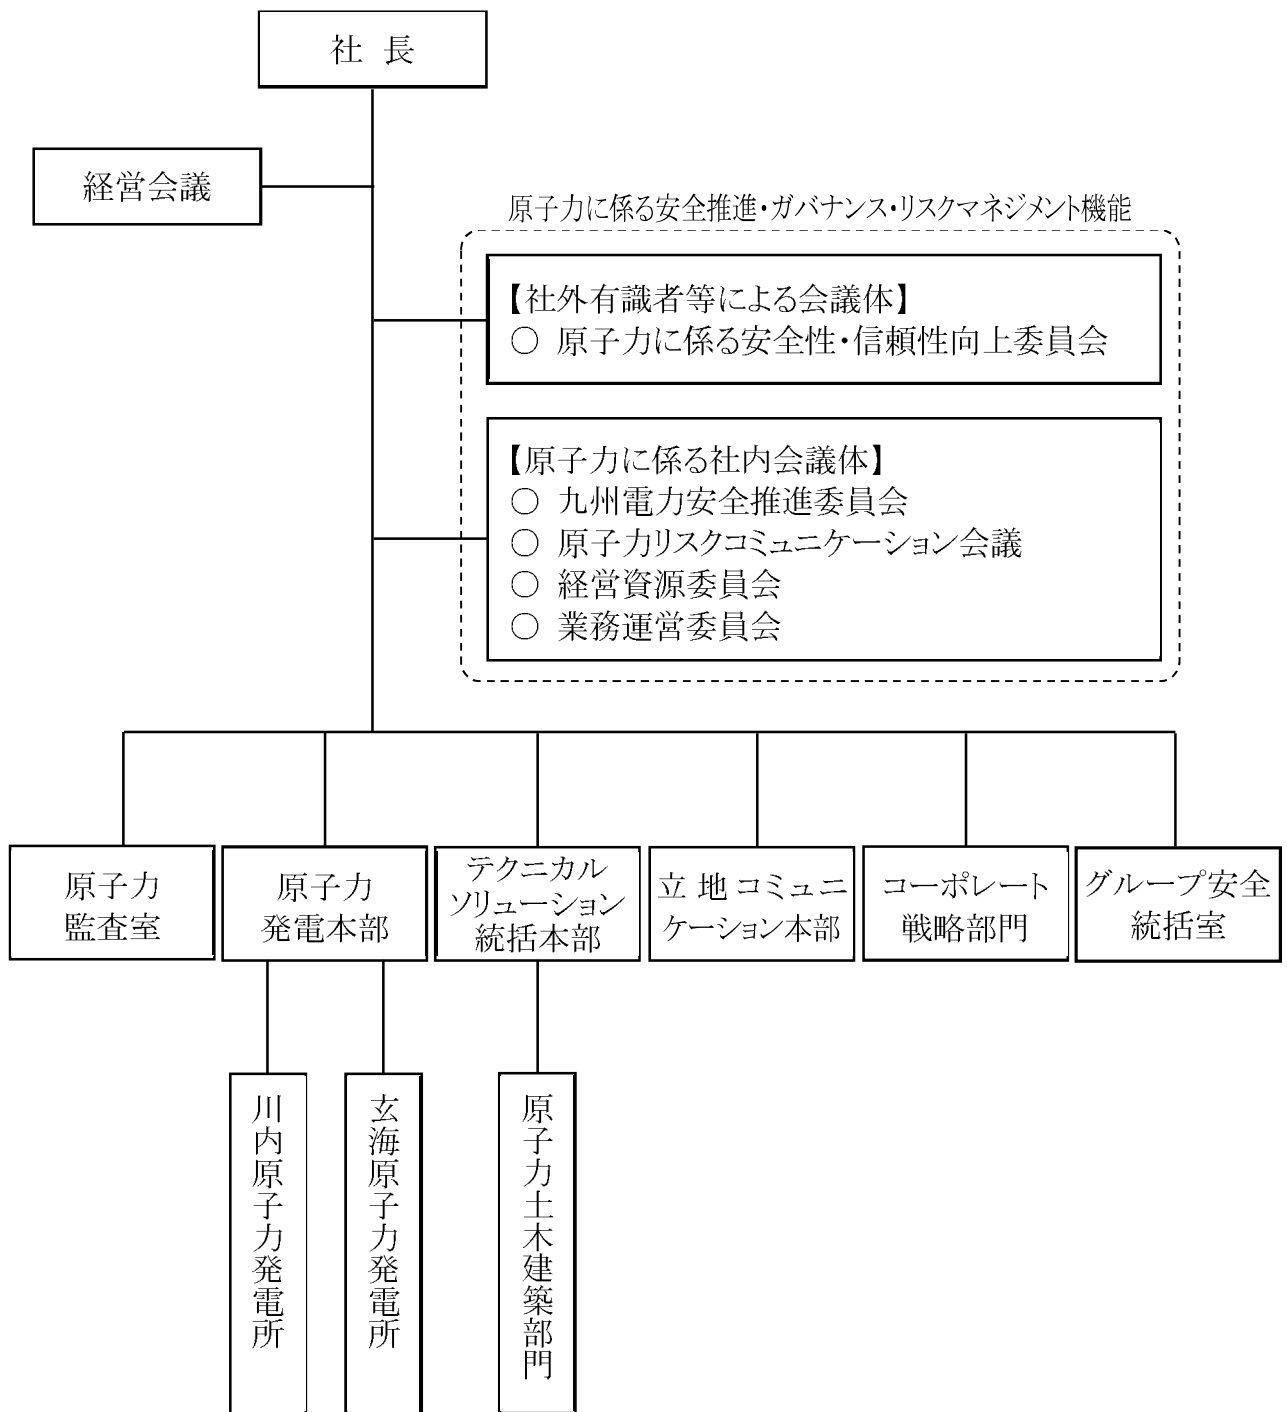 社 長
経営会議
原子力に係る安全推進・ガバナンス・リスクマネジメント機能
【社外有識者等による会議体】
○ 原子力に係る安全性・信頼性向上委員会
【原子力に係る社内会議体】
○ 九州電力安全推進委員会
○ 原子力リスクコミュニケーション会議
○ 経営資源委員会
○ 業務運営委員会
原子力
監査室
原子力
発電本部
テクニカル
ソリューション
統括本部
立地コミュニ
ケーション本部
コーポレート
戦略部門
グループ安全
統括室
川内原子力発電所
玄海原子力発電所
原子力土木建築部門